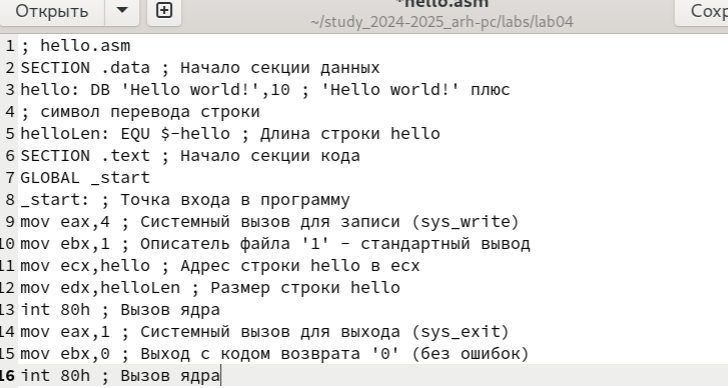 Открыть
*hello.asm
~/study_2024-2025_arh-pc/labs/lab04
Сохр
1 ; hello.asm
2 SECTION .data ; Начало секции данных
3 hello: DB 'Hello world!',10 ; 'Hello world!' плюс
4 ; символ перевода строки
5 helloLen: EQU $-hello ; Длина строки hello
6 SECTION .text ; Начало секции кода
7 GLOBAL _start
8 _start: ; Точка входа в программу
9 mov eax,4 ; Системный вызов для записи (sys_write)
10 mov ebx,1 ; Описатель файла '1' - стандартный вывод
11 mov ecx,hello ; Адрес строки hello в ecx
12 mov edx,helloLen ; Размер строки hello
13 int 80h ; Вызов ядра
14 mov eax,1 ; Системный вызов для выхода (sys_exit)
15 mov ebx,0 ; Выход с кодом возврата '0' (без ошибок)
16 int 80h ; Вызов ядра